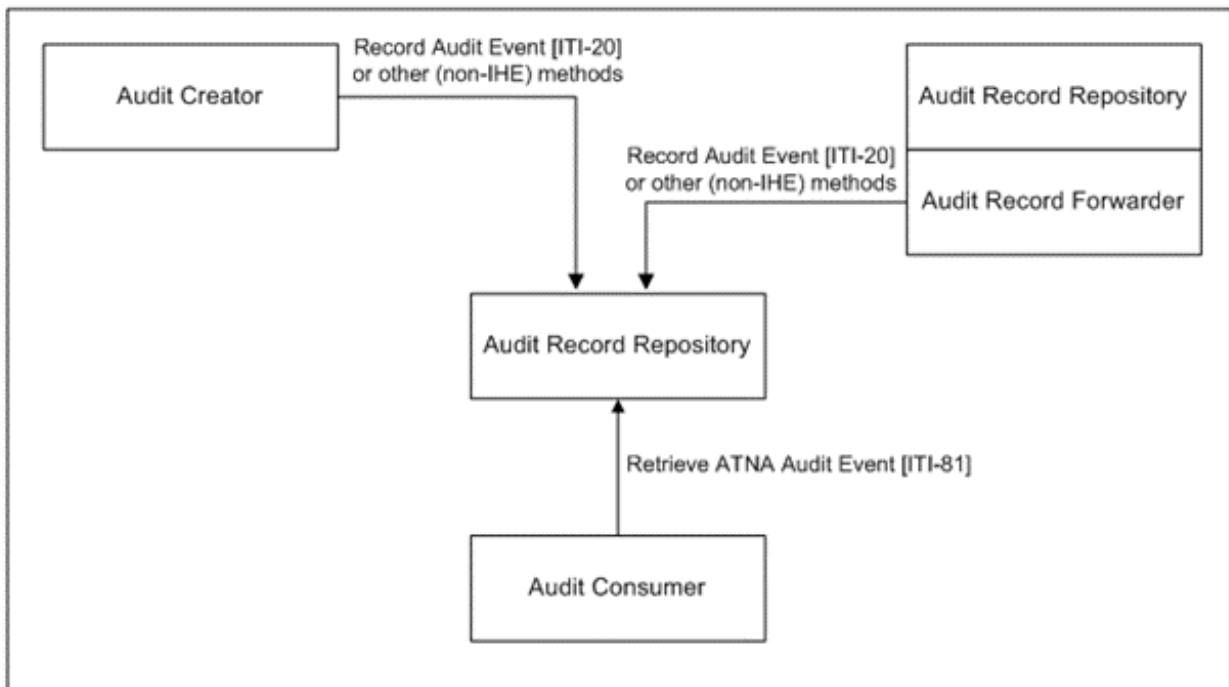 Record Audit Event [ITI-20]
or other (non-IHE) methods
Audit Creator
Audit Record Repository
Record Audit Event [ITI-20]
or other (non-IHE) methods
Audit Record Forwarder
Audit Record Repository
Retrieve ATNA Audit Event [ITI-81]
Audit Consumer